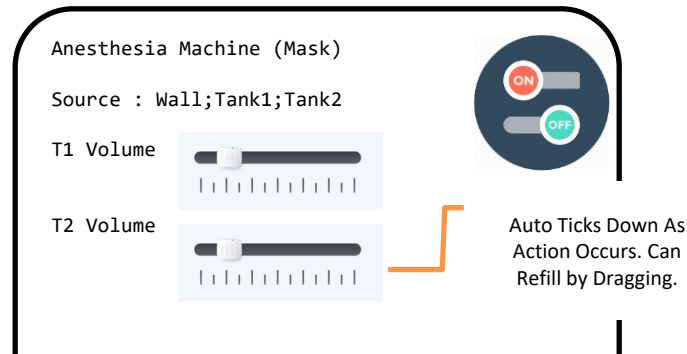 Anesthesia Machine (Mask)
ON
Source : Wall;Tank1;Tank2
OFF
T1 Volume
T2 Volume
Auto Ticks Down As
Action Occurs. Can
Refill by Dragging.